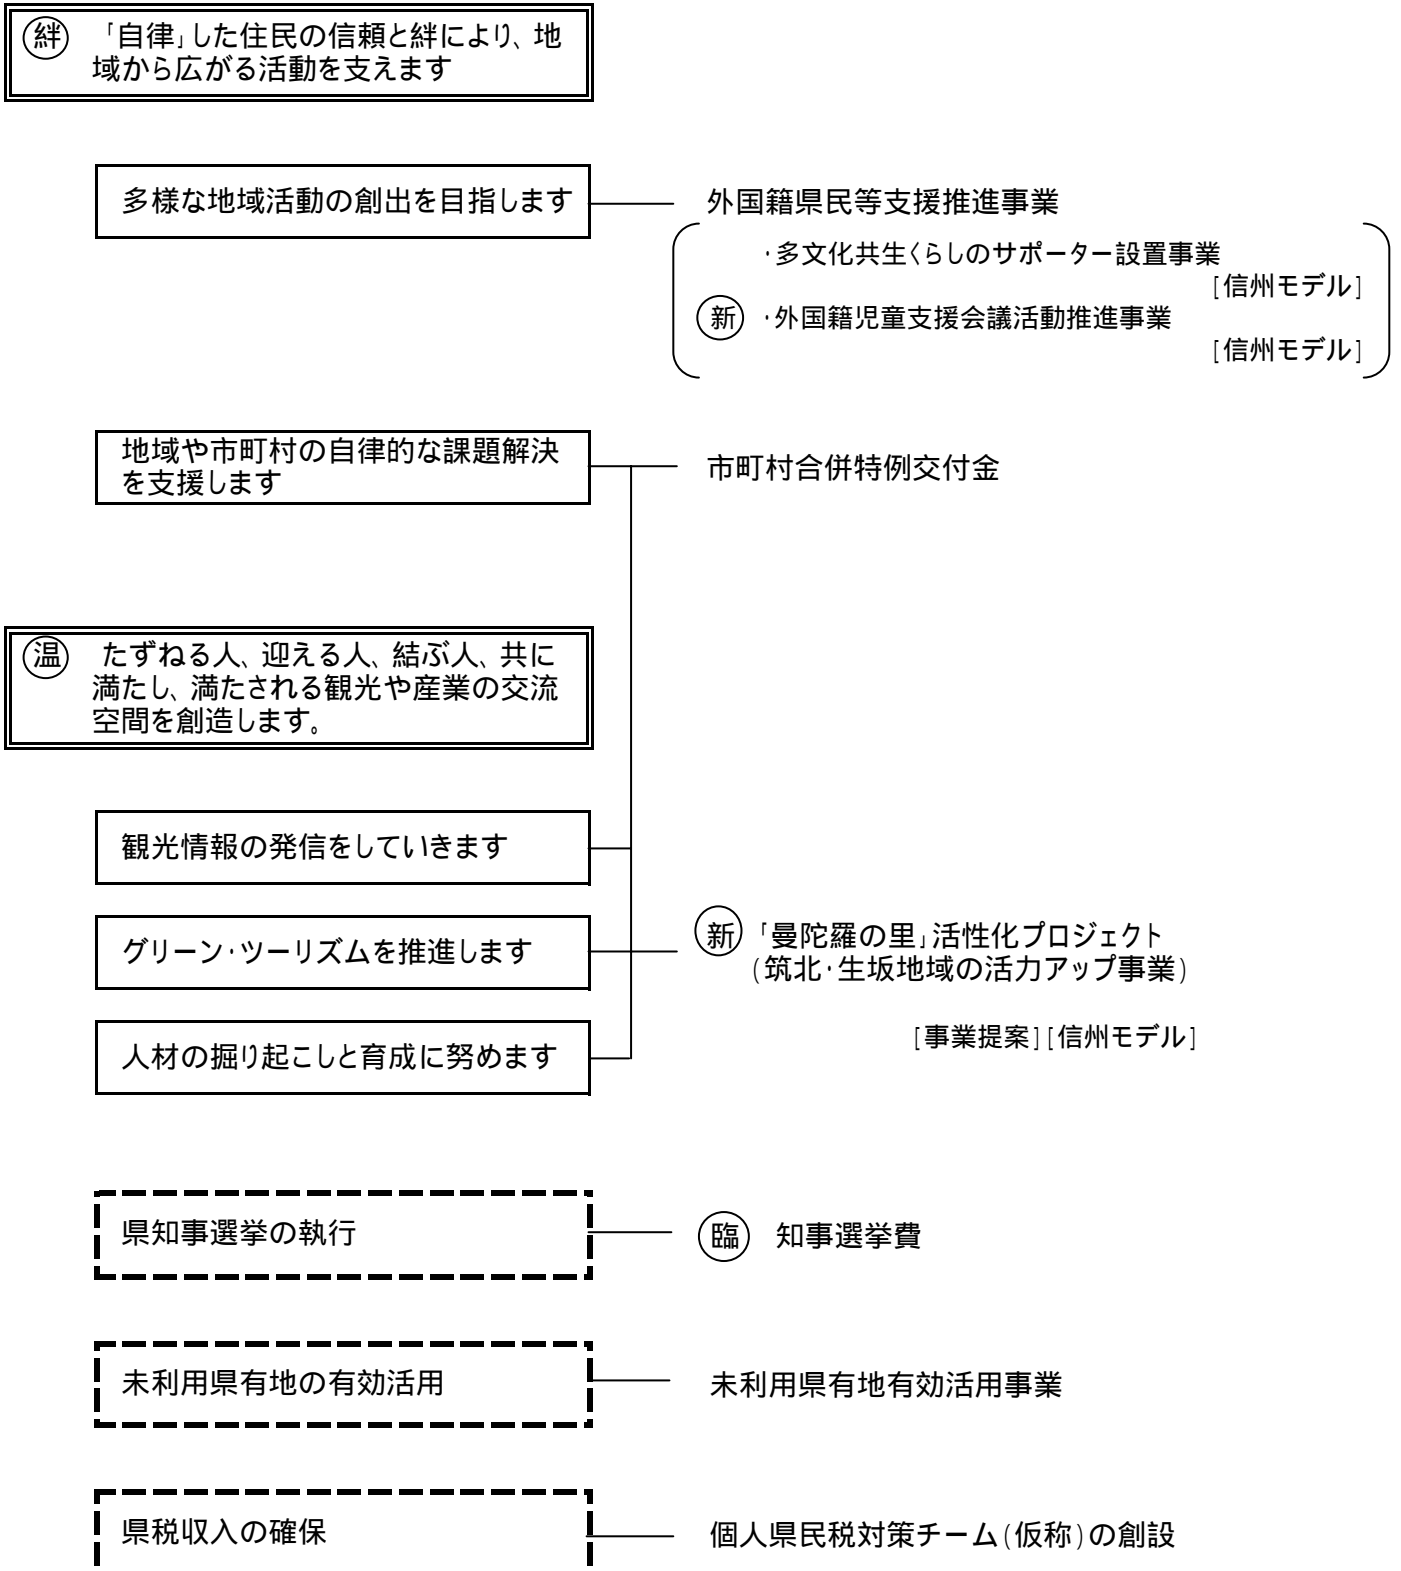 絆 「自律」した住民の信頼と絆により、地
域から広がる活動を支えます
多様な地域活動の創出を目指します
外国籍県民等支援推進事業
・多文化共生くらしのサポーター設置事業
[信州モデル]
新 ・外国籍児童支援会議活動推進事業
[信州モデル]
地域や市町村の自律的な課題解決
を支援します
市町村合併特例交付金
温 たずねる人、迎える人、結ぶ人、共に
満たし、満たされる観光や産業の交流
空間を創造します。
観光情報の発信をしていきます
グリーン・ツーリズムを推進します
新 「曼陀羅の里」活性化プロジェクト
(筑北・生坂地域の活力アップ事業)
[事業提案][信州モデル]
人材の掘り起こしと育成に努めます
県知事選挙の執行
臨 知事選挙費
未利用県有地の有効活用
未利用県有地有効活用事業
県税収入の確保
個人県民税対策チーム(仮称)の創設